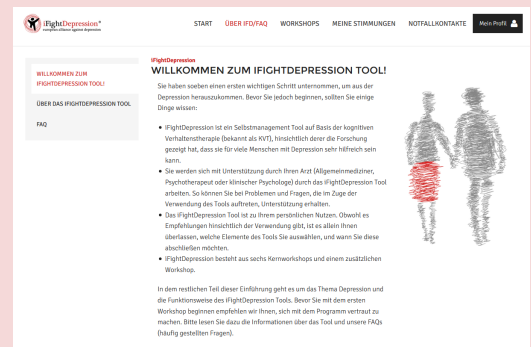 iFightDepression®
european alliance against depression
START ÜBER IFD/FAQ WORKSHOPS MEINE STIMMUNGEN NOTFALLKONTAKTE Mein Profil
WILLKOMMEN ZUM
IFIGHTDEPRESSION TOOL!
ÜBER DAS IFIGHTDEPRESSION TOOL
FAQ
iFightDepression
WILLKOMMEN ZUM IFIGHTDEPRESSION TOOL!
Sie haben soeben einen ersten wichtigen Schritt unternommen, um aus der
Depression herauszukommen. Bevor Sie jedoch beginnen, sollten Sie einige
Dinge wissen:
• iFightDepression ist ein Selbstmanagement Tool auf Basis der kognitiven
Verhaltenstherapie (bekannt als KVT), hinsichtlich derer die Forschung
gezeigt hat, dass sie für viele Menschen mit Depression sehr hilfreich sein
kann.
• Sie werden sich mit Unterstützung durch Ihren Arzt (Allgemeinmediziner,
Psychotherapeut oder klinischer Psychologe) durch das iFightDepression Tool
arbeiten. So können Sie bei Problemen und Fragen, die im Zuge der
Verwendung des Tools auftreten, Unterstützung erhalten.
• Das iFightDepression Tool ist zu Ihrem persönlichen Nutzen. Obwohl es
Empfehlungen hinsichtlich der Verwendung gibt, ist es allein Ihnen
überlassen, welche Elemente des Tools Sie auswählen, und wann Sie diese
abschließen möchten.
• iFightDepression besteht aus sechs Kernworkshops und einem zusätzlichen
Workshop.
In dem restlichen Teil dieser Einführung geht es um das Thema Depression und
die Funktionsweise des iFightDepression Tools. Bevor Sie mit dem ersten
Workshop beginnen empfehlen wir Ihnen, sich mit dem Programm vertraut zu
machen. Bitte lesen Sie dazu die Informationen über das Tool und unsere FAQs
(häufig gestellten Fragen).